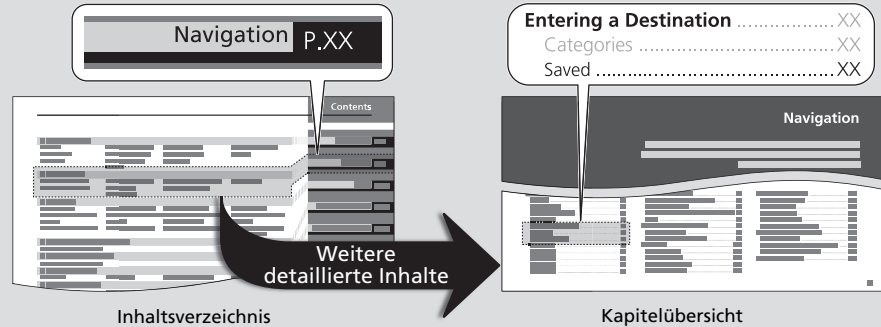 Navigation P.XX
Entering a Destination XX
Categories XX
Saved XX
Contents
Navigation
Weitere
detaillierte Inhalte
Inhaltsverzeichnis
Kapitelübersicht